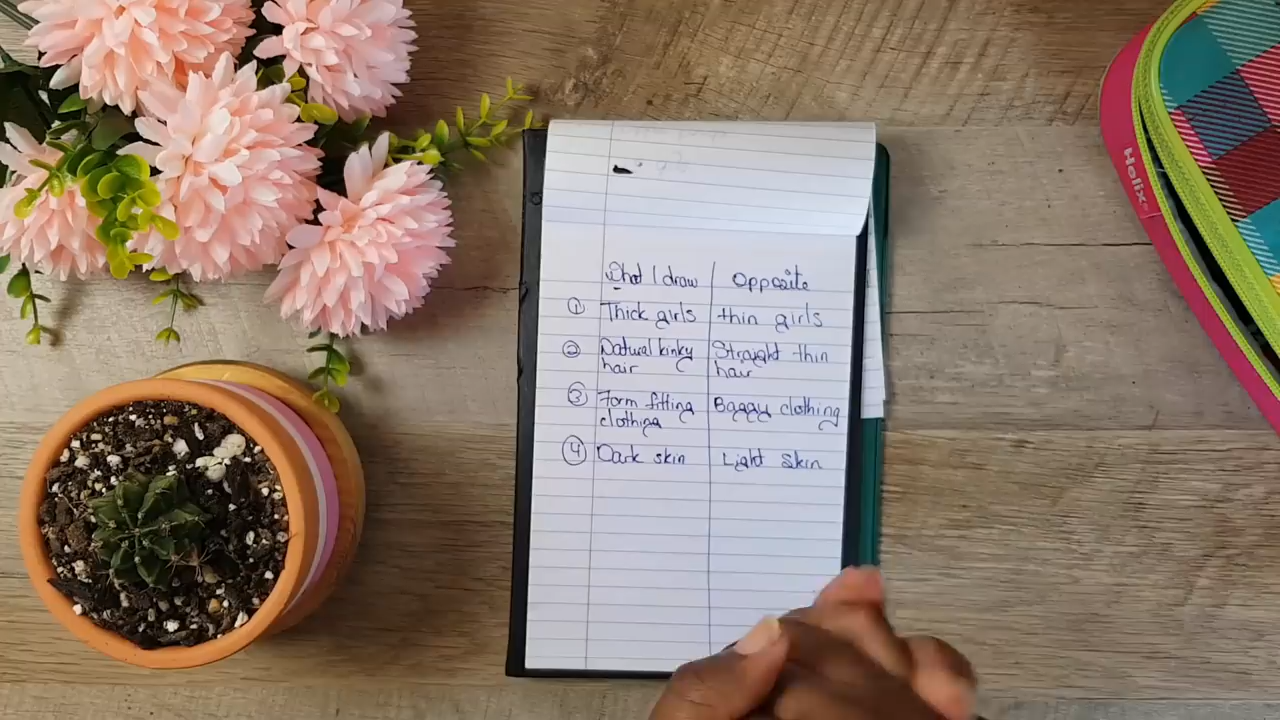 What I draw | Opposite
① Thick girls | thin girls
② Natural kinky | Straight thin
hair | hair
③ Form fitting | Baggy clothing
clothing
④ Dark skin | Light Skin
Helix